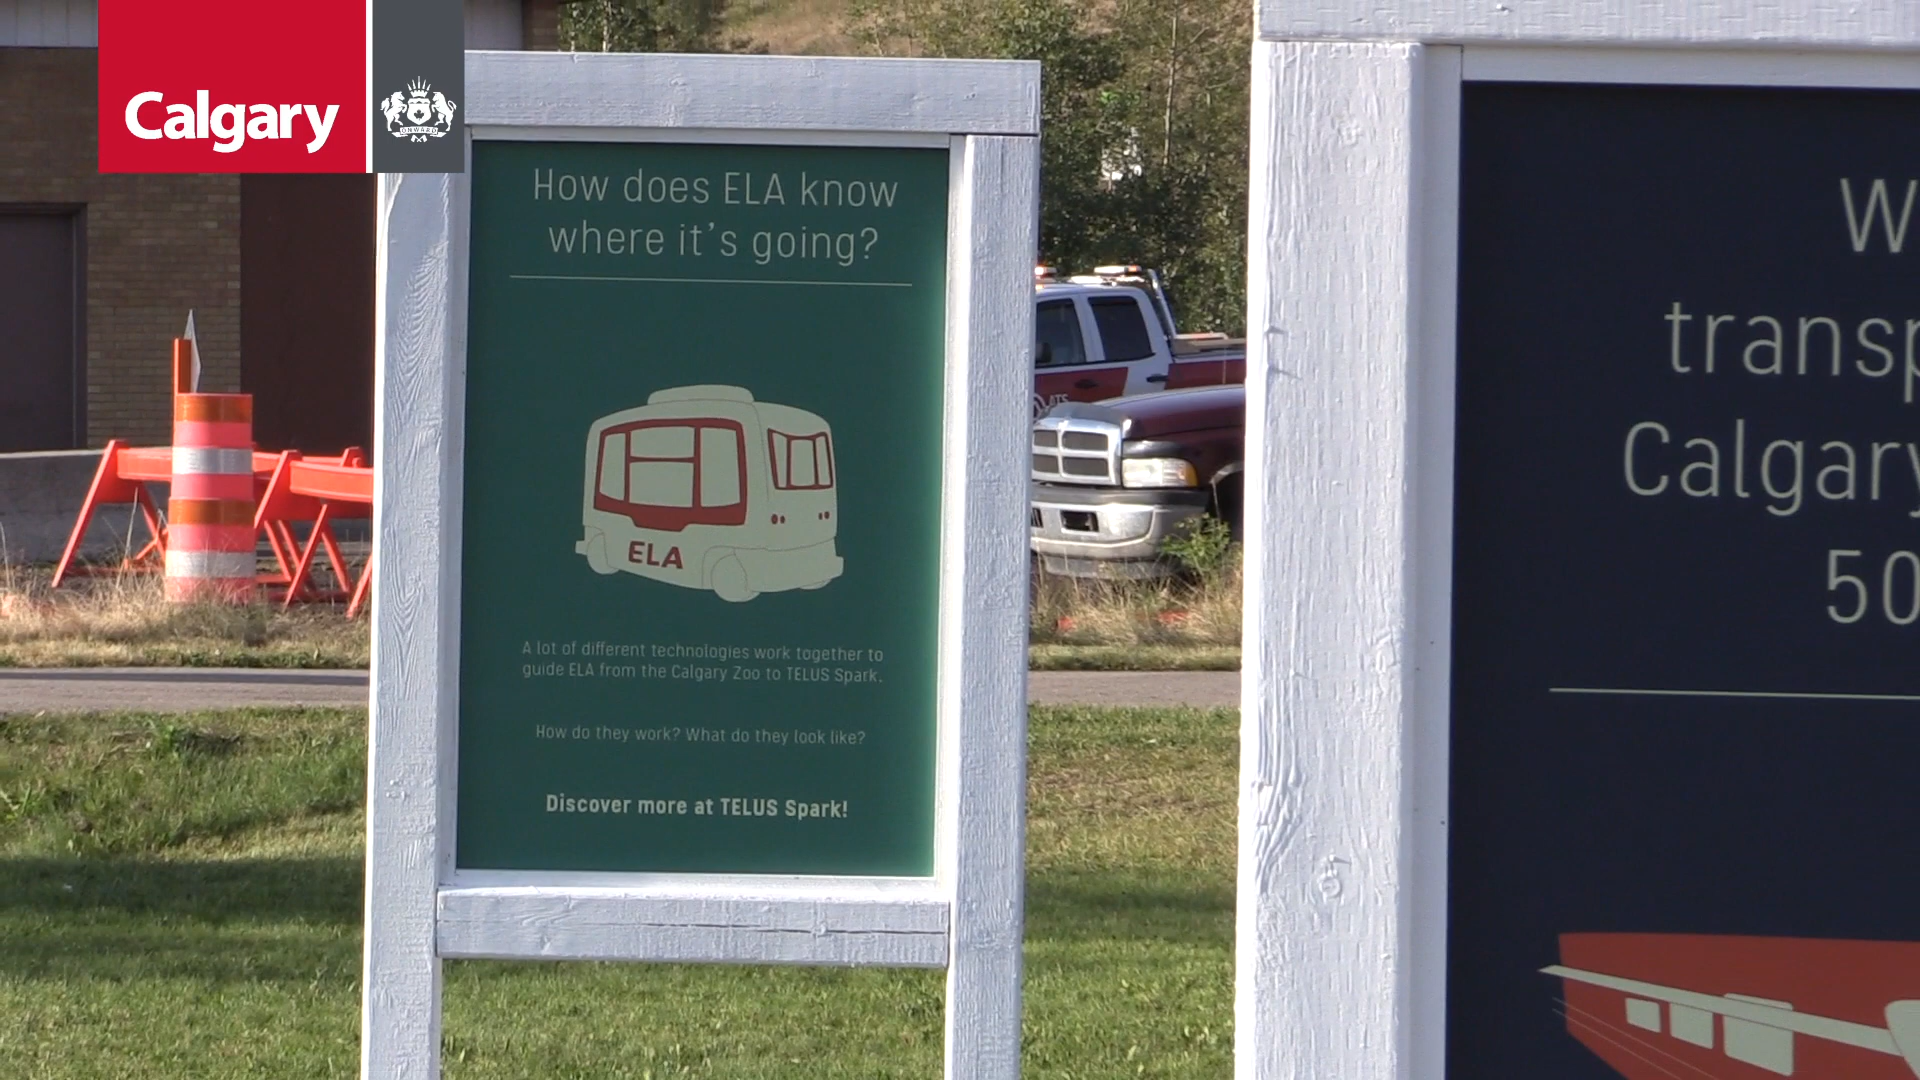 Calgary
ONWARD
How does ELA know
where it's going?
ELA
A lot of different technologies work together to
guide ELA from the Calgary Zoo to TELUS Spark.
How do they work? What do they look like?
Discover more at TELUS Spark!
ATS
W
transp
Calgary
50